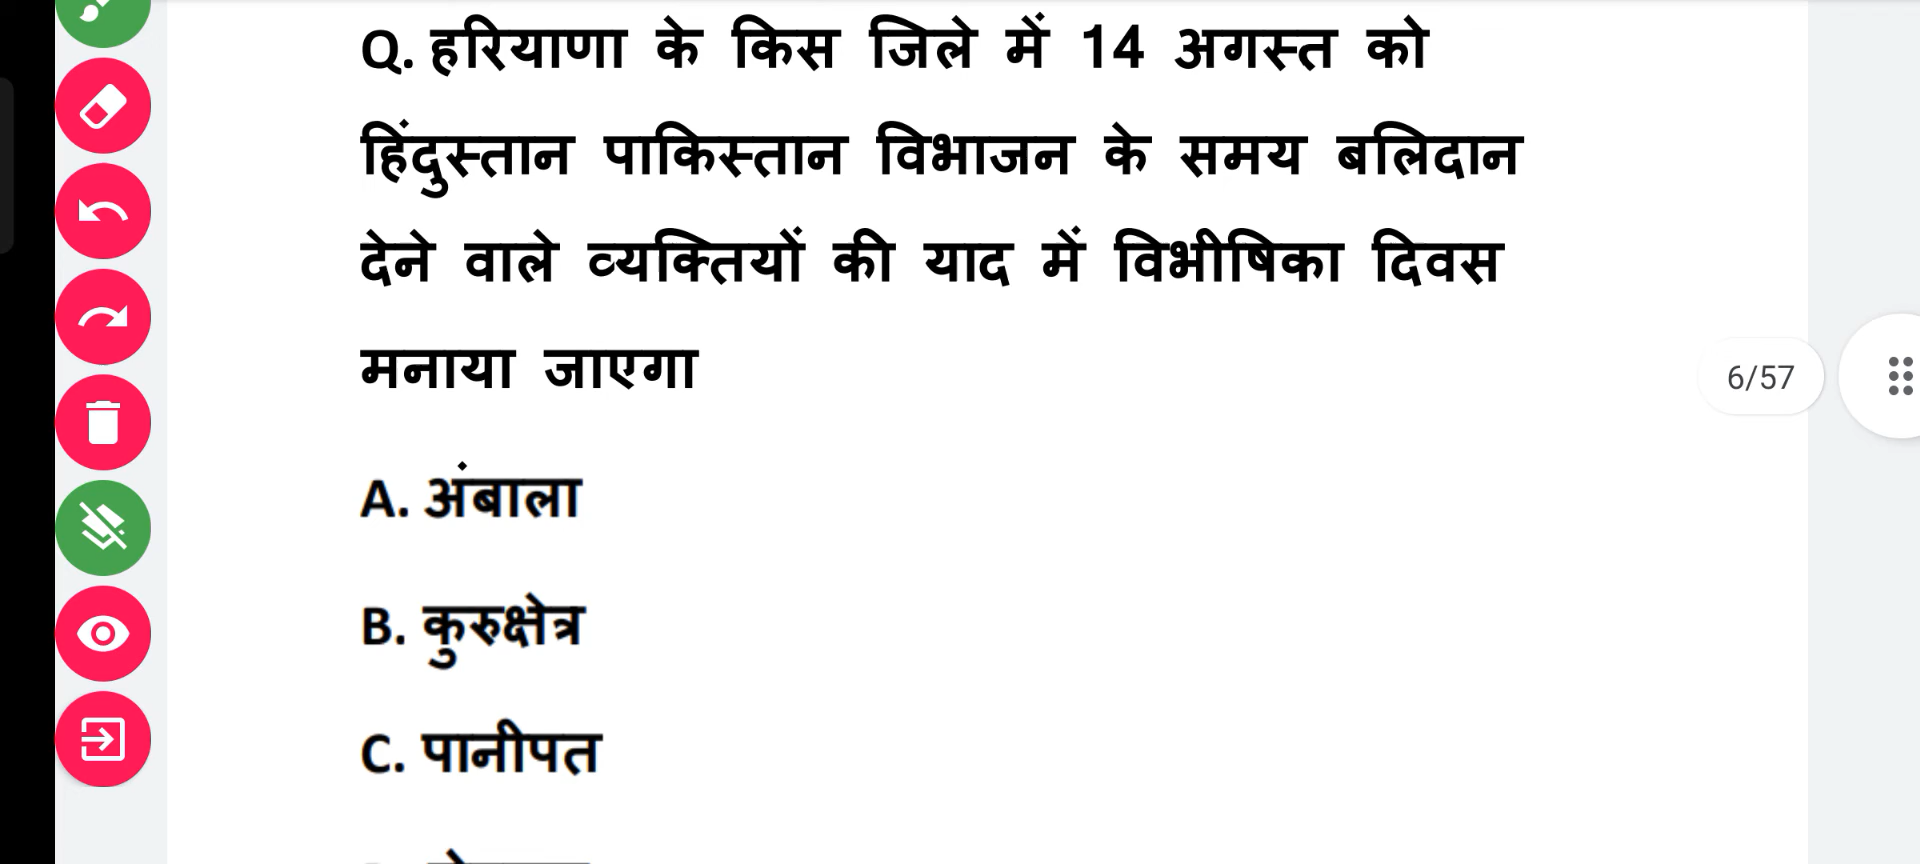 Q. हरियाणा के किस जिले में 14 अगस्त को
हिंदुस्तान पाकिस्तान विभाजन के समय बलिदान
देने वाले व्यक्तियों की याद में विभीषिका दिवस
मनाया जाएगा
6/57
A. अंबाला
B. कुरुक्षेत्र
C. पानीपत